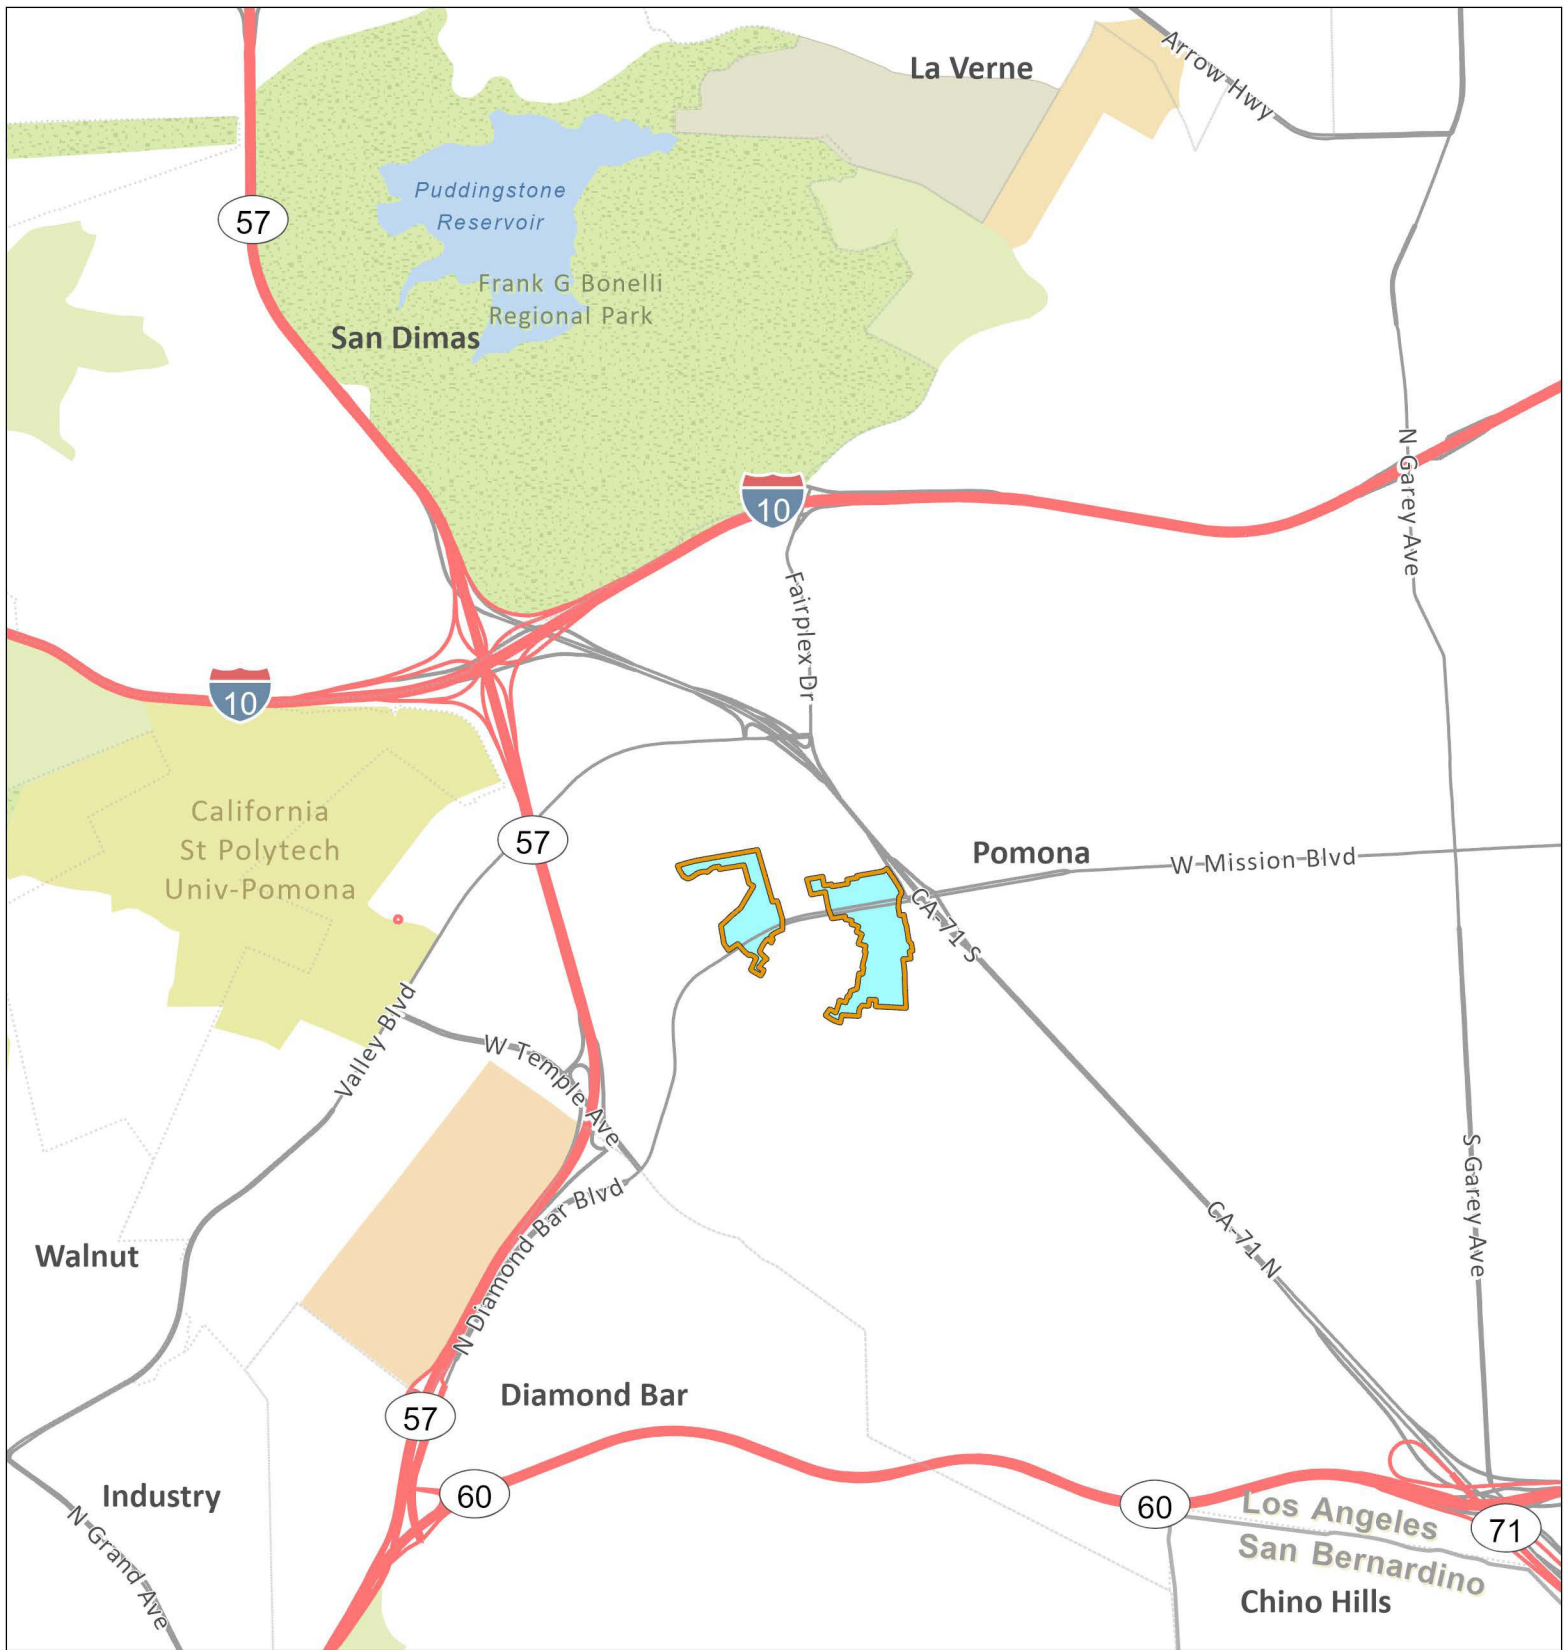 La Verne
Arrow Hwy
Puddingstone
Reservoir
57
Frank G Bonelli
Regional Park
San Dimas
N Garey Ave
10
Fairplex Dr
10
California
St Polytech
Univ-Pomona
57
Pomona
W Mission Blvd
CA-71 S
Valley Blvd
W Temple Ave
N Diamond Bar Blvd
S Garey Ave
CA-71 N
Walnut
Diamond Bar
57
Industry
60
60
Los Angeles
San Bernardino
71
N Grand Ave
Chino Hills